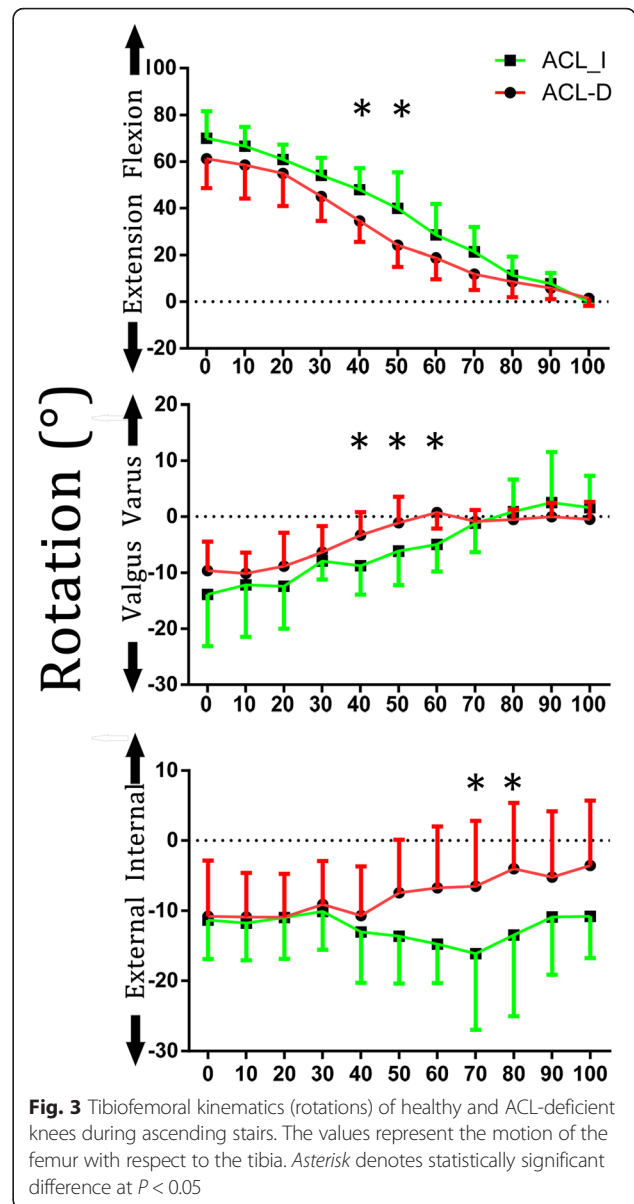 Rotation (°)
Extension Flexion
100
80
60
40
20
0
-20
* *
ACL_I
ACL-D
0 10 20 30 40 50 60 70 80 90 100
Valgus Varus
20
10
0
-10
-20
-30
* * *
0 10 20 30 40 50 60 70 80 90 100
External Internal
10
0
-10
-20
-30
* *
0 10 20 30 40 50 60 70 80 90 100
Fig. 3 Tibiofemoral kinematics (rotations) of healthy and ACL-deficient
knees during ascending stairs. The values represent the motion of the
femur with respect to the tibia. Asterisk denotes statistically significant
difference at P < 0.05